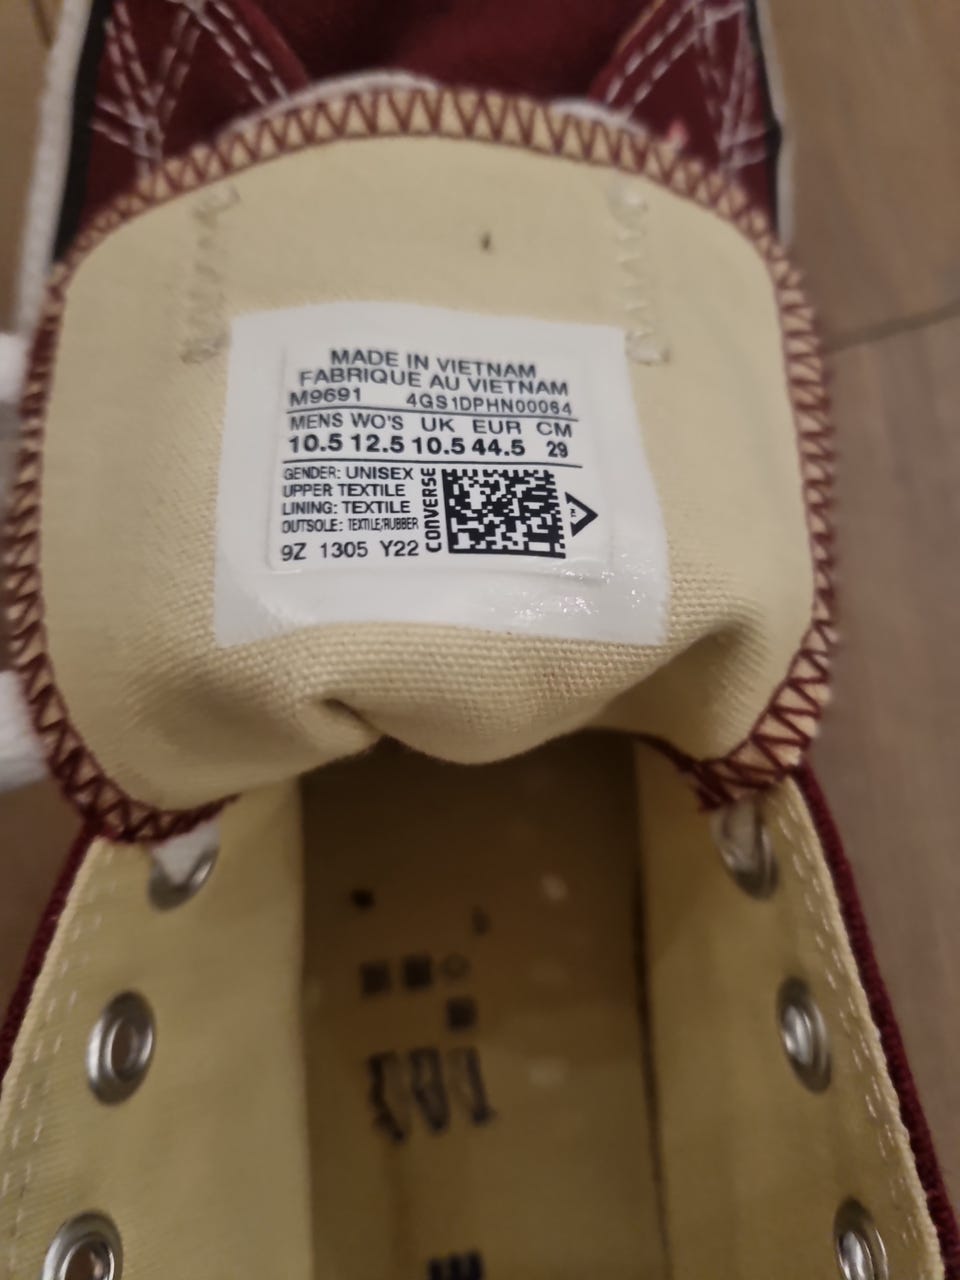 MADE IN VIETNAM
FABRIQUE AU VIETNAM
M9691 4GS1DPHN00064
MENS WO'S UK EUR CM
10.5 12.5 10.5 44.5 29
GENDER: UNISEX
UPPER TEXTILE
LINING: TEXTILE
OUTSOLE: TEXTILE/RUBBER
9Z 1305 Y22
CONVERSE
TM